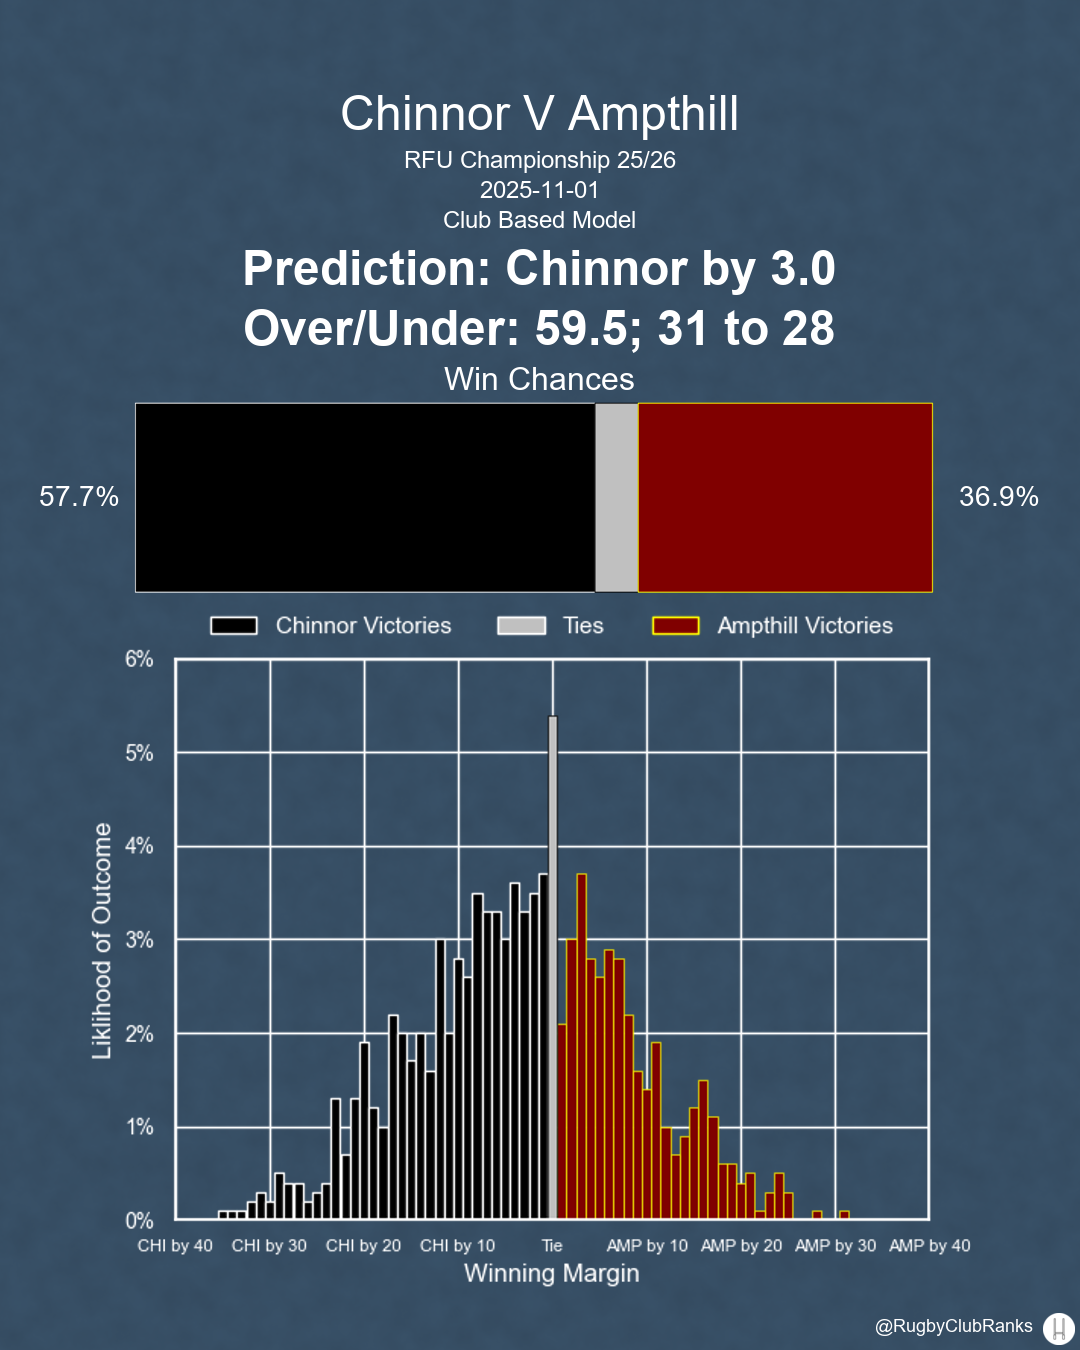 Chinnor V Ampthill
RFU Championship 25/26
2025-11-01
Club Based Model
Prediction: Chinnor by 3.0
Over/Under: 59.5; 31 to 28
Win Chances
57.7%
36.9%
Chinnor Victories
Ties
Ampthill Victories
6%
5%
4%
3%
2%
1%
0%
Liklihood of Outcome
CHI by 40
CHI by 30
CHI by 20
CHI by 10
Tie
AMP by 10
AMP by 20
AMP by 30
AMP by 40
Winning Margin
@RugbyClubRanks